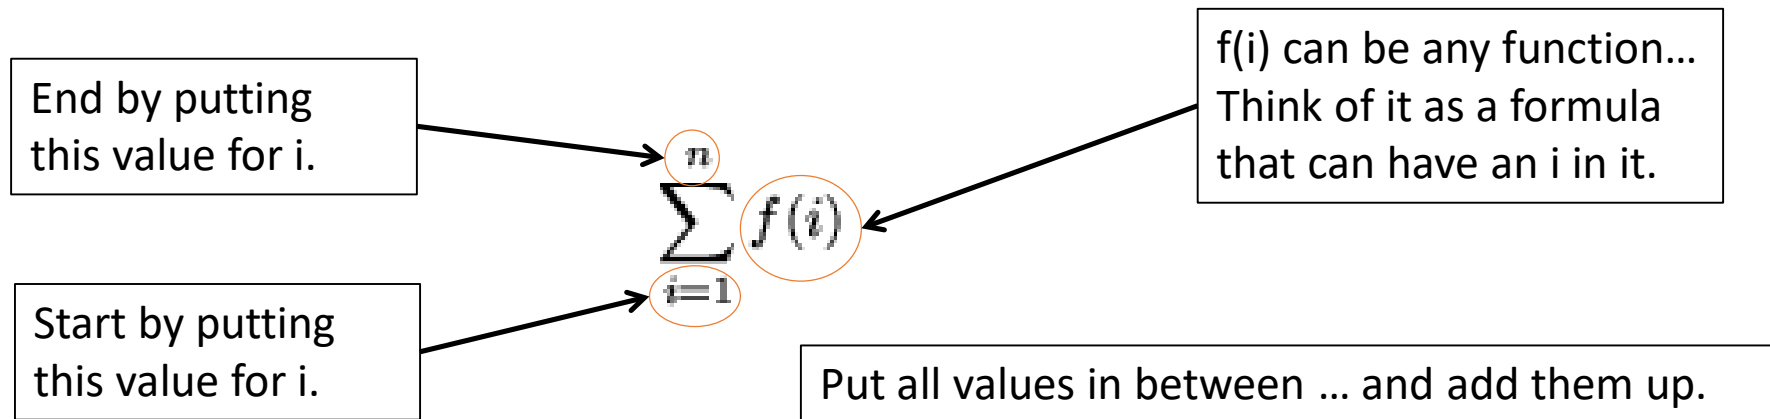 f(i) can be any function…
Think of it as a formula
that can have an i in it.
End by putting
this value for i.
n
∑ f(i)
i=1
Start by putting
this value for i.
Put all values in between … and add them up.